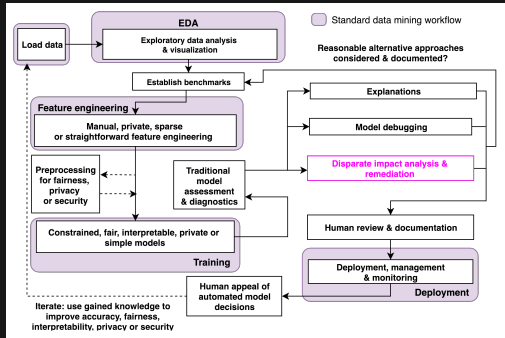 EDA
Standard data mining workflow
Load data
Exploratory data analysis
& visualization
Reasonable alternative approaches
considered & documented?
Establish benchmarks
Explanations
Feature engineering
Manual, private, sparse
or straightforward feature engineering
Model debugging
Preprocessing
for fairness,
privacy
or security
Traditional
model
assessment
& diagnostics
Disparate impact analysis &
remediation
Constrained, fair, interpretable, private or
simple models
Training
Human review & documentation
Deployment, management
& monitoring
Deployment
Human appeal of
automated model
decisions
Iterate: use gained knowledge to
improve accuracy, fairness,
interpretability, privacy or security